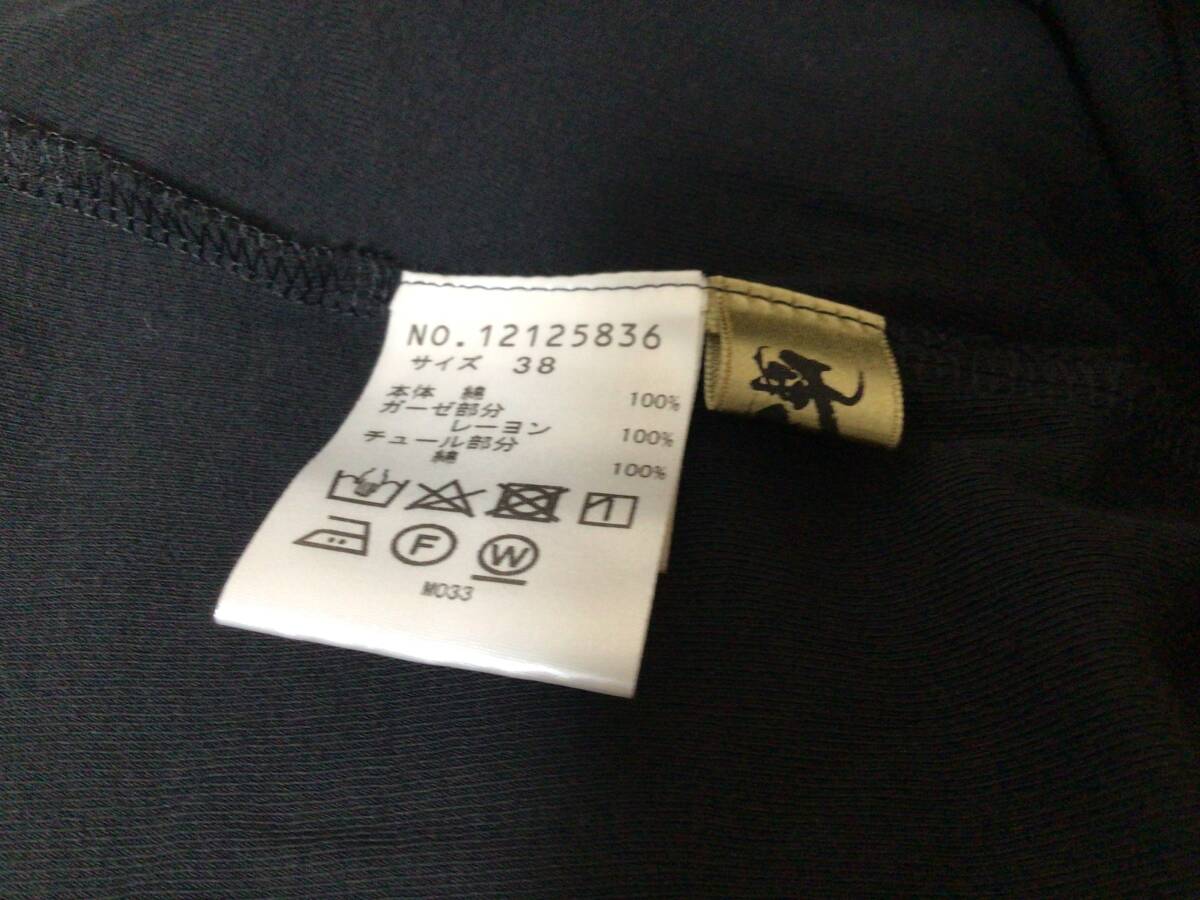 NO.12125836
サイズ 38
本体 綿 100%
ガーゼ部分
レーヨン 100%
チュール部分
綿 100%
F W
M033